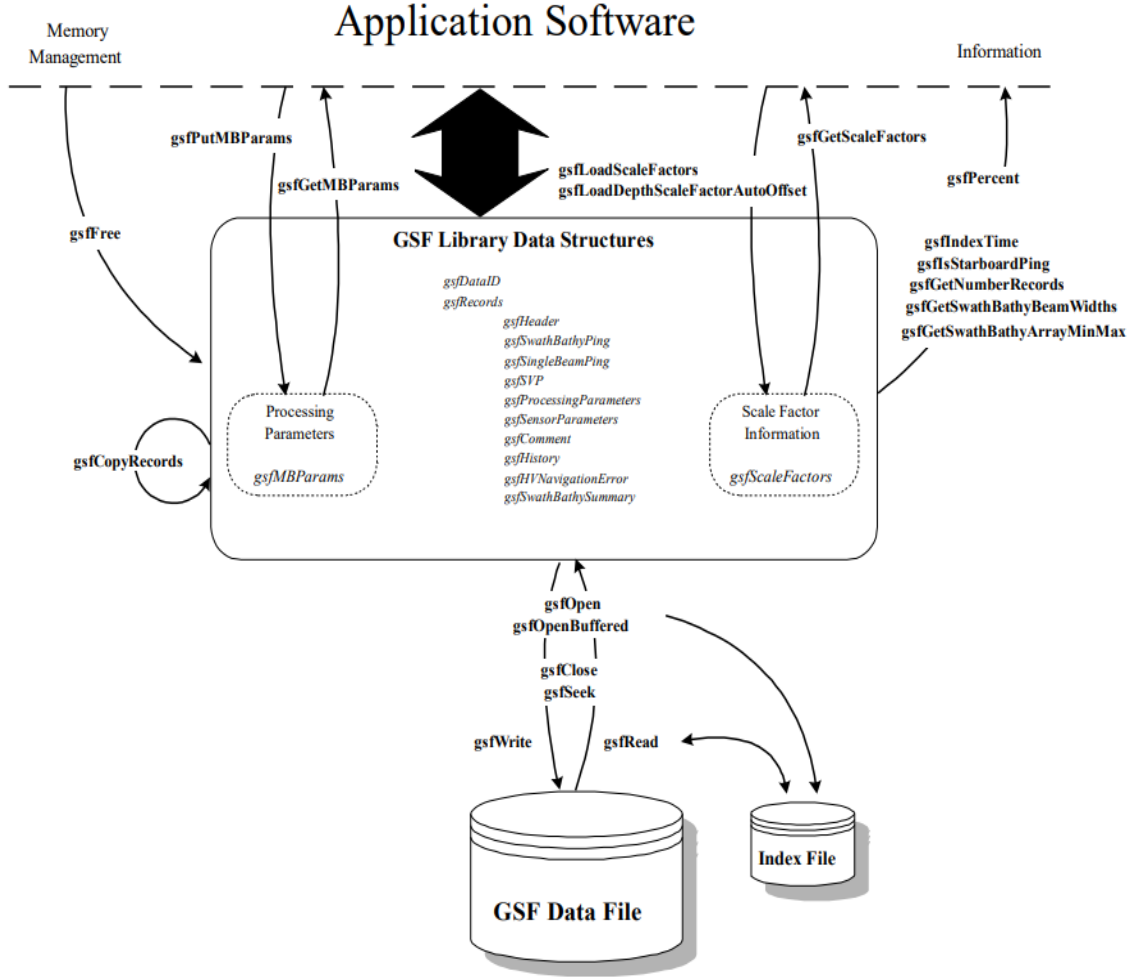 Application Software
Memory
Management
Information
gsfPutMBParams
gsfGetMBParams
gsfGetScaleFactors
gsfLoadScaleFactors
gsfLoadDepthScaleFactorAutoOffset
gsfPercent
gsfFree
GSF Library Data Structures
gsfIndexTime
gsfIsStarboardPing
gsfGetNumberRecords
gsfGetSwathBathyBeamWidths
gsfGetSwathBathyArrayMinMax
gsfDataID
gsfRecords
gsfHeader
gsfSwathBathyPing
gsfSingleBeamPing
gsfSVP
gsfProcessingParameters
gsfSensorParameters
gsfComment
gsfHistory
gsfHVNavigationError
gsfSwathBathySummary
Processing
Parameters
gsfMBParams
Scale Factor
Information
gsfScaleFactors
gsfCopyRecords
gsfOpen
gsfOpenBuffered
gsfClose
gsfSeek
gsfWrite
gsfRead
Index File
GSF Data File